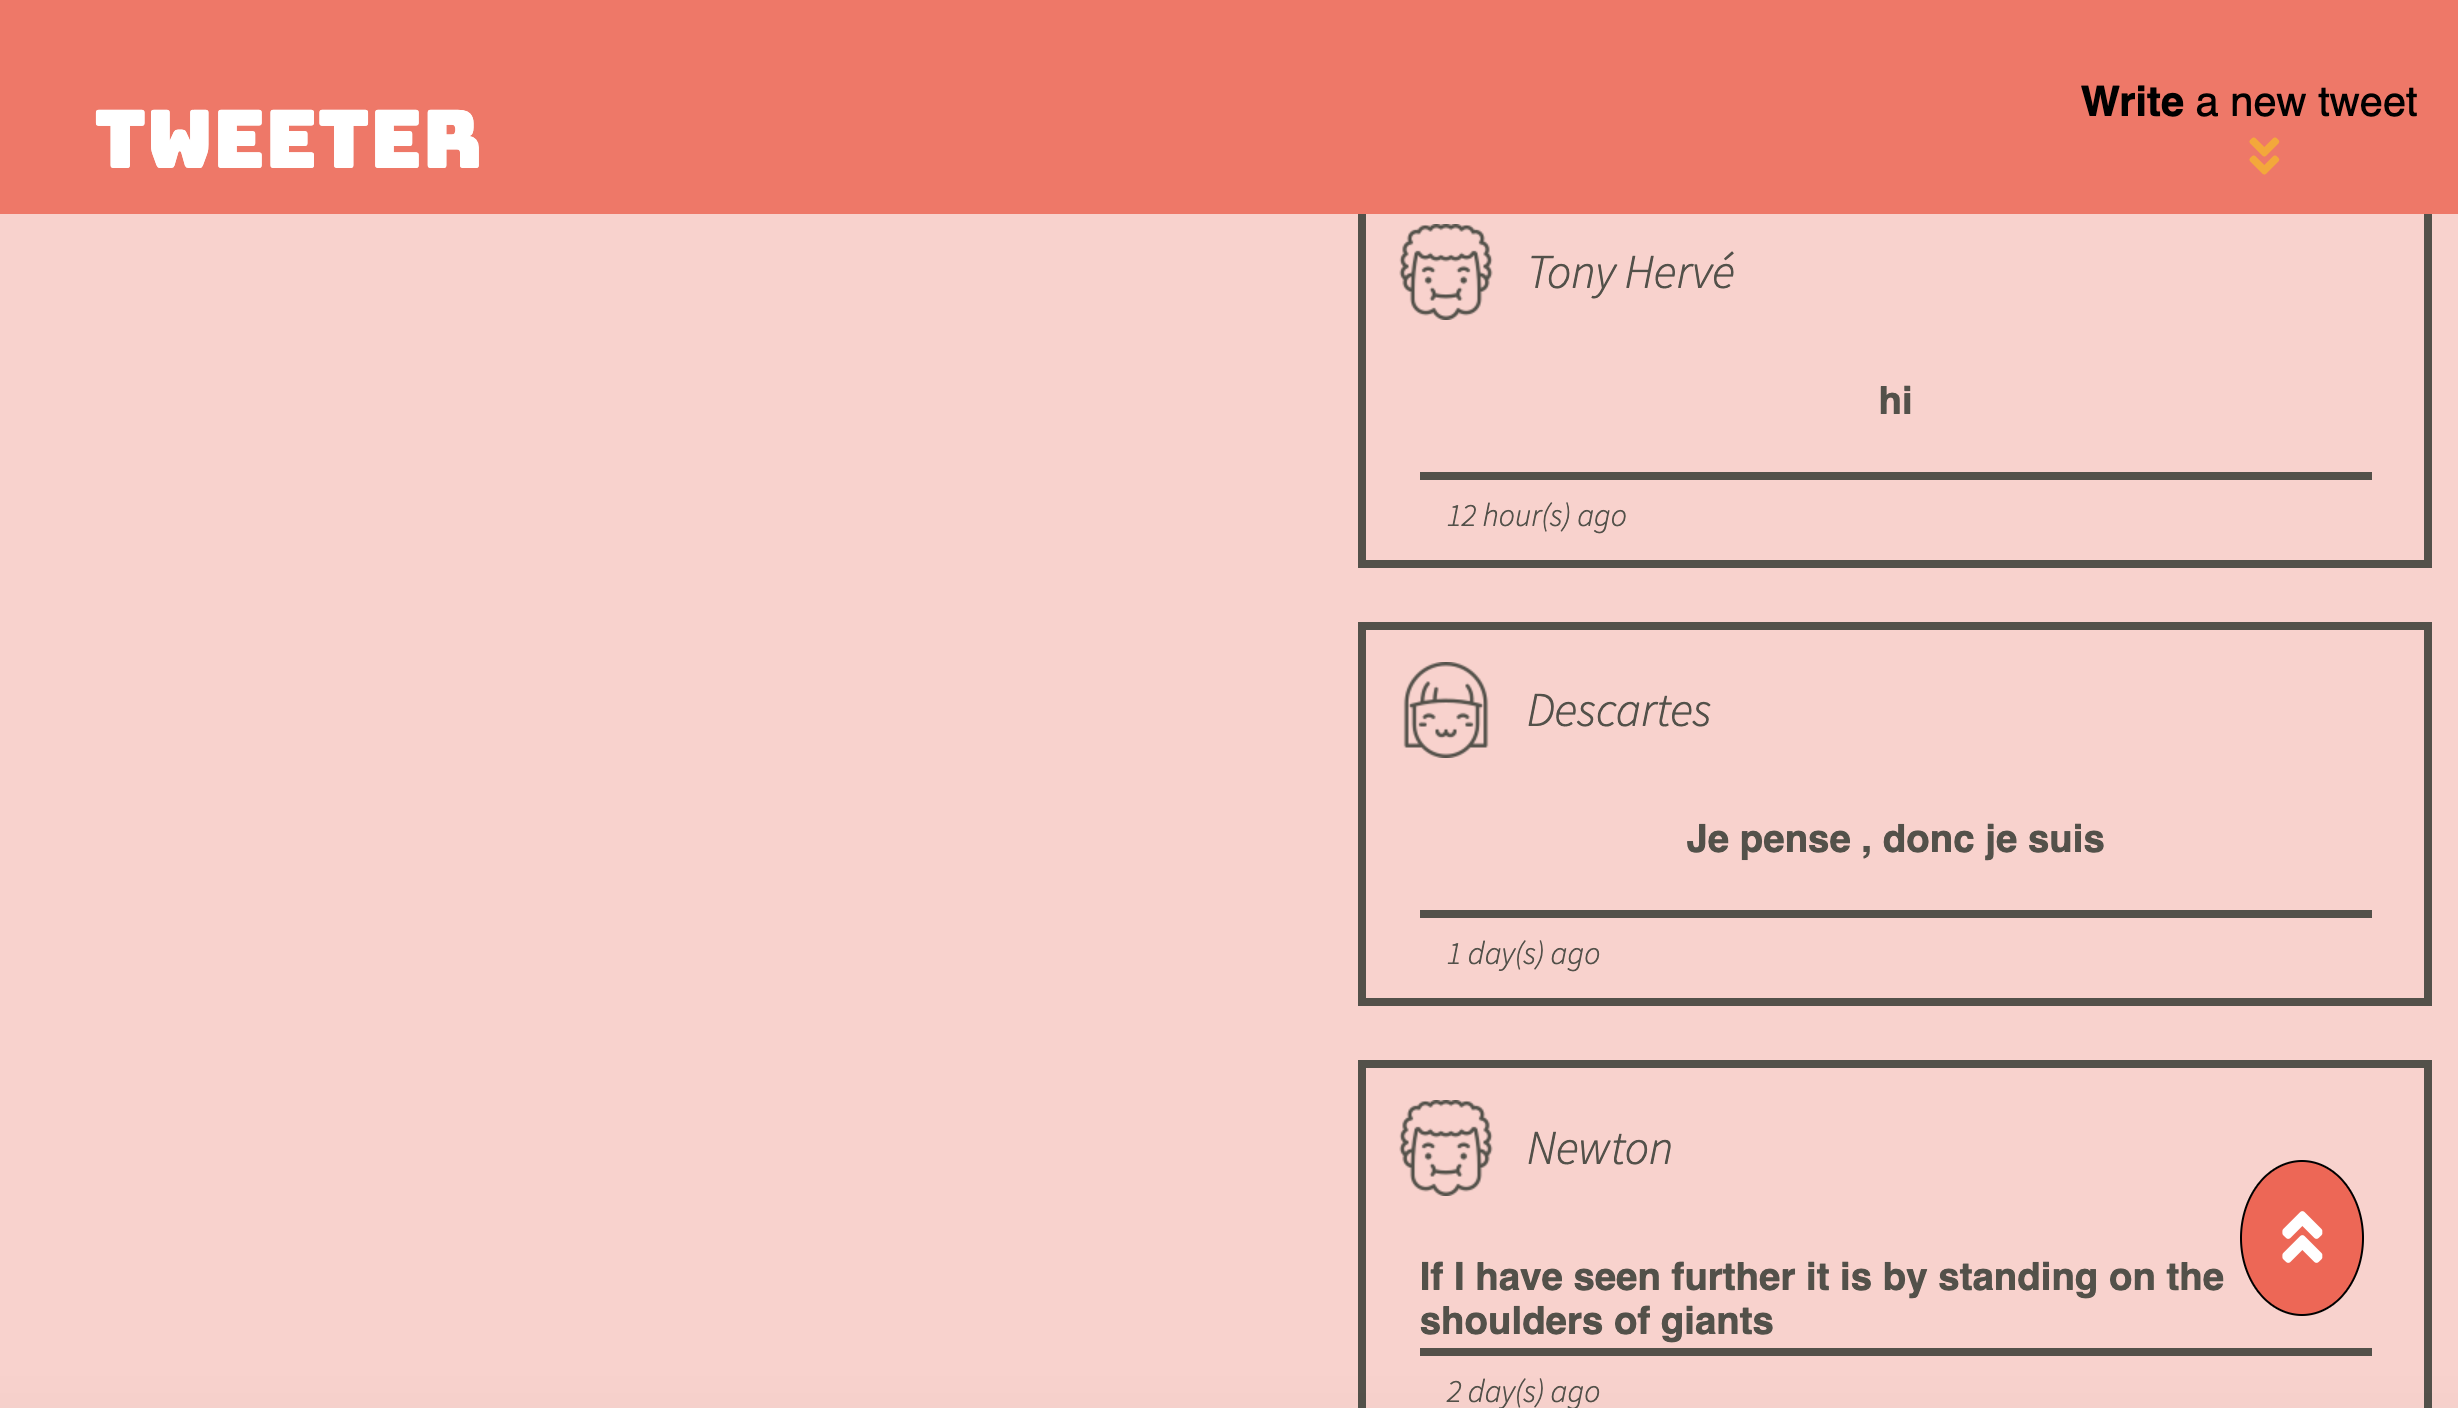 TWEETER
Write a new tweet
Tony Hervé
hi
12 hour(s) ago
Descartes
Je pense , donc je suis
1 day(s) ago
Newton
If I have seen further it is by standing on the
shoulders of giants
2 day(s) ago